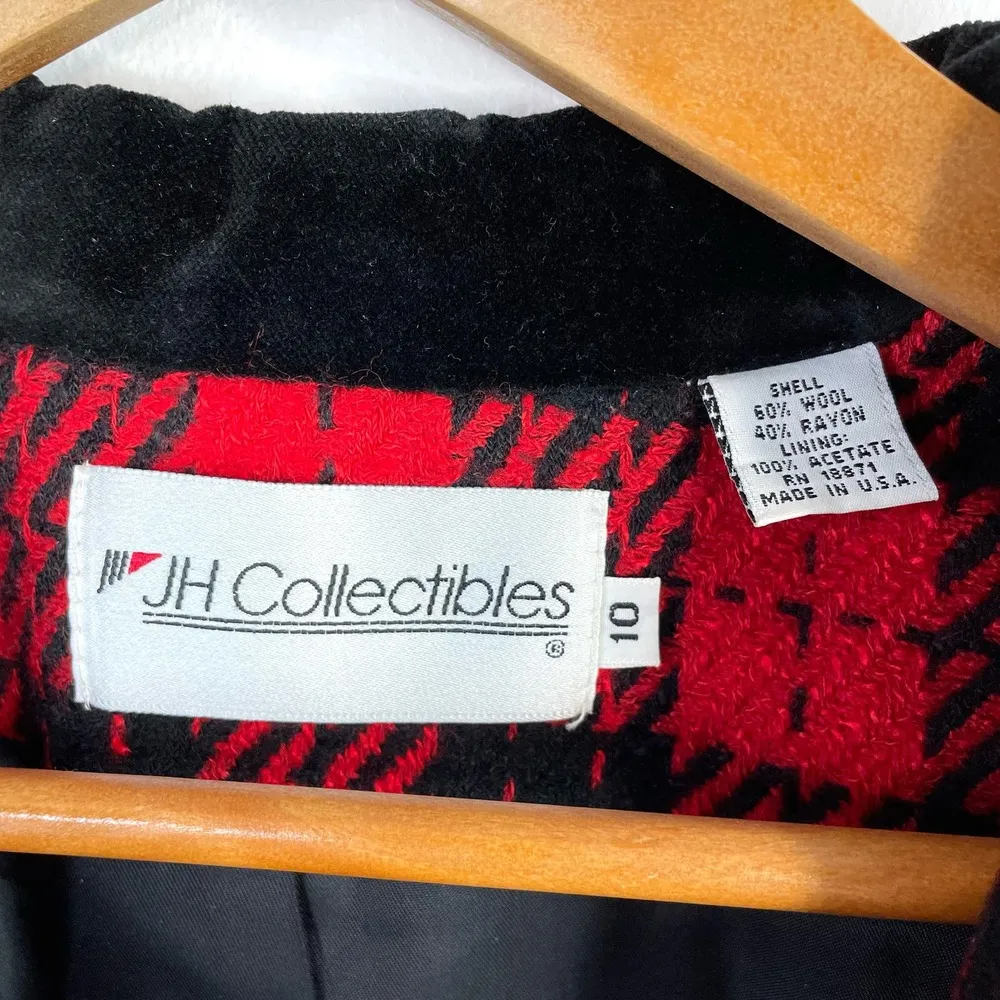 JH Collectibles
®
10
SHELL
60% WOOL
40% RAYON
LINING:
100% ACETATE
RN 18871
MADE IN U.S.A.